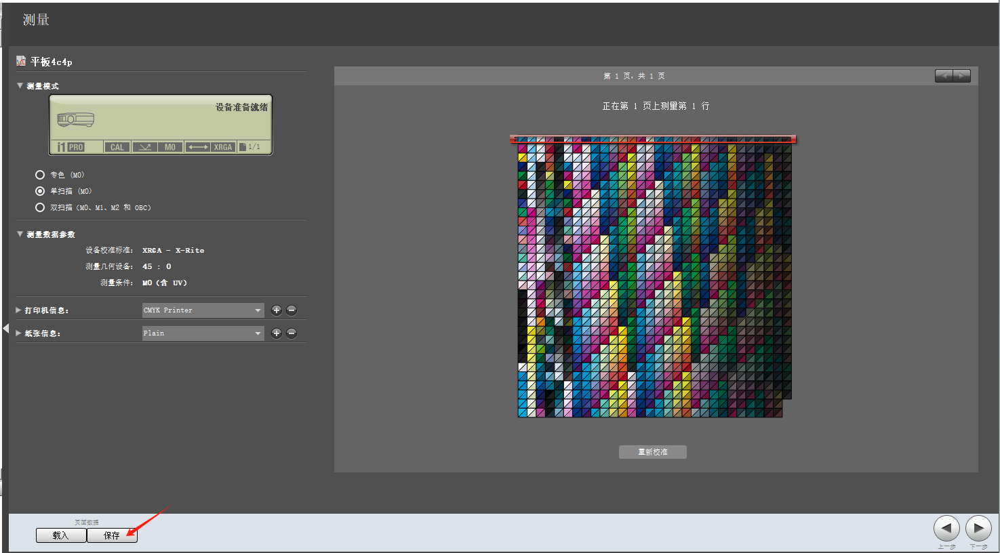 测量
平板4c4p
测量模式
设备准备就绪
i1 PRO CAL M0 XRGA 1/1
专色 (M0)
单扫描 (M0)
双扫描 (M0、M1、M2 和 OBC)
测量数据参数
设备校准标准: XRGA - X-Rite
测量几何设备: 45 : 0
测量条件: M0 (含 UV)
打印机信息: CMYK Printer
纸张信息: Plain
第 1 页, 共 1 页
正在第 1 页上测量第 1 行
重新校准
页面数据
载入 保存
上一步 下一步